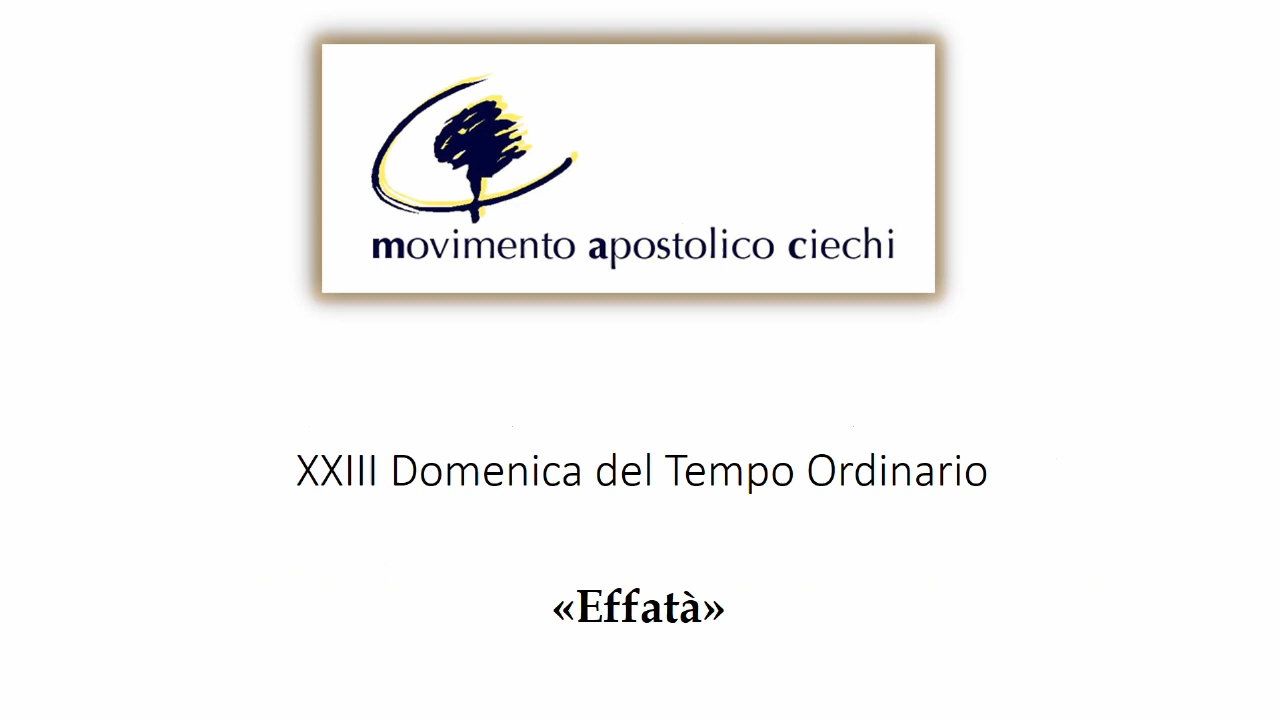 movimento apostolico ciechi
XXIII Domenica del Tempo Ordinario
«Effatà»